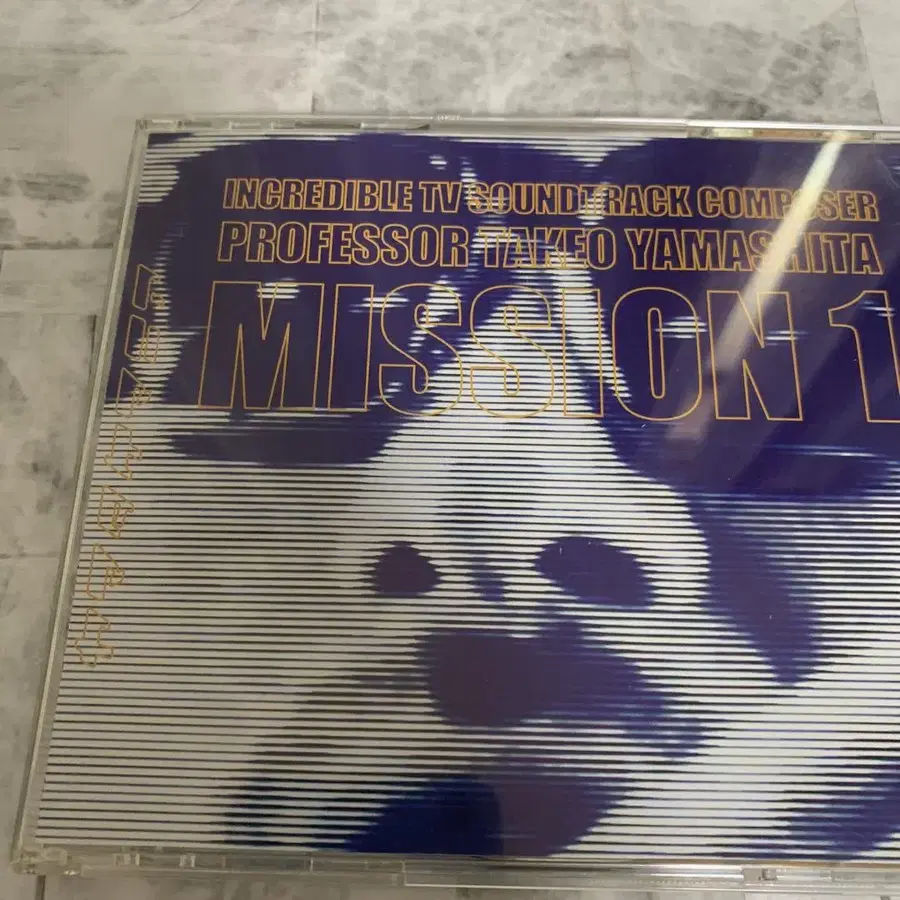 INCREDIBLE TV SOUNDTRACK COMPOSER
PROFESSOR TAKEO YAMASHITA
MISSION 1